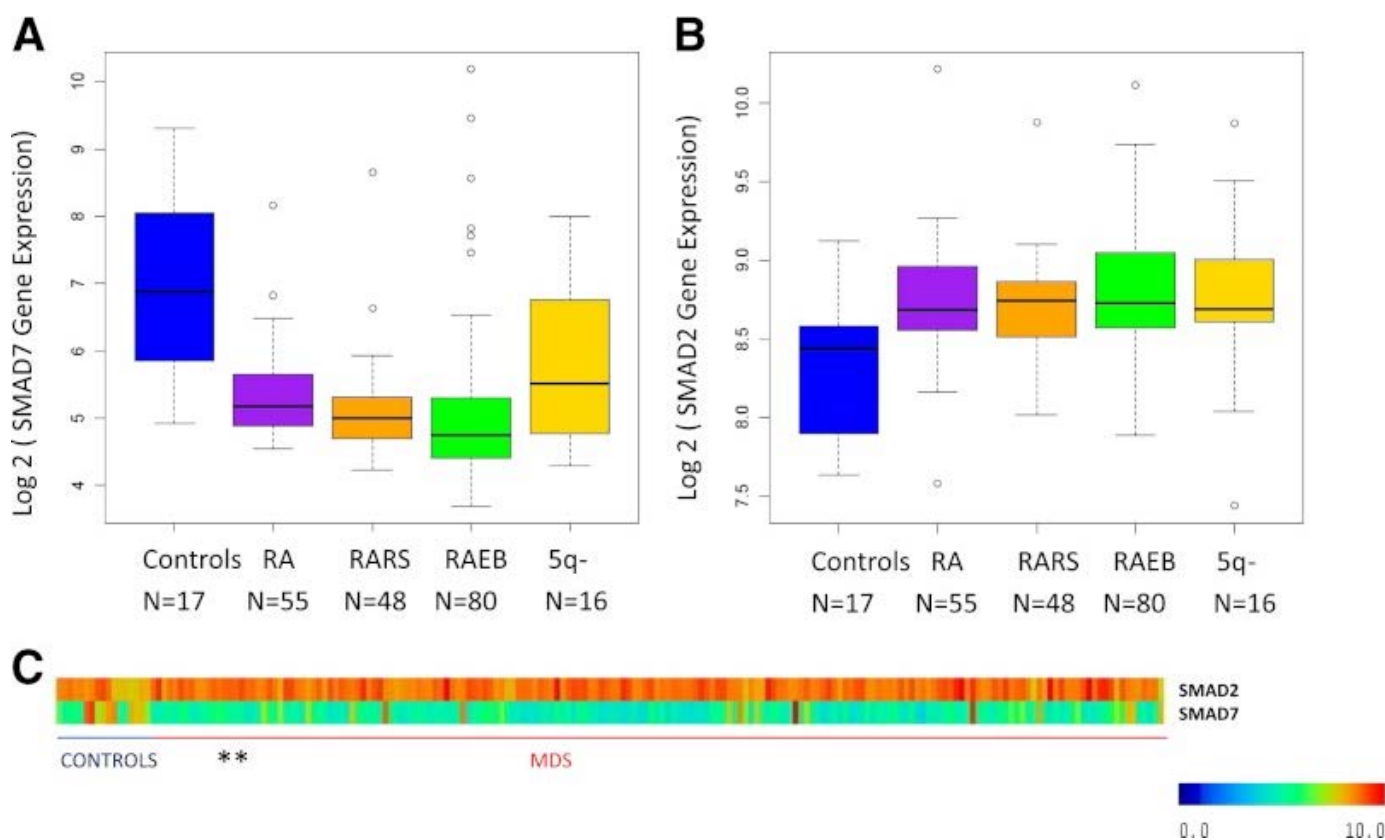 A
Log 2 ( SMAD7 Gene Expression)
10
9
8
7
6
5
4
Controls RA RARS RAEB 5q-
N=17 N=55 N=48 N=80 N=16
B
Log 2 ( SMAD2 Gene Expression)
10.0
9.5
9.0
8.5
8.0
7.5
Controls RA RARS RAEB 5q-
N=17 N=55 N=48 N=80 N=16
C
SMAD2
SMAD7
CONTROLS ** MDS
0.0 10.0